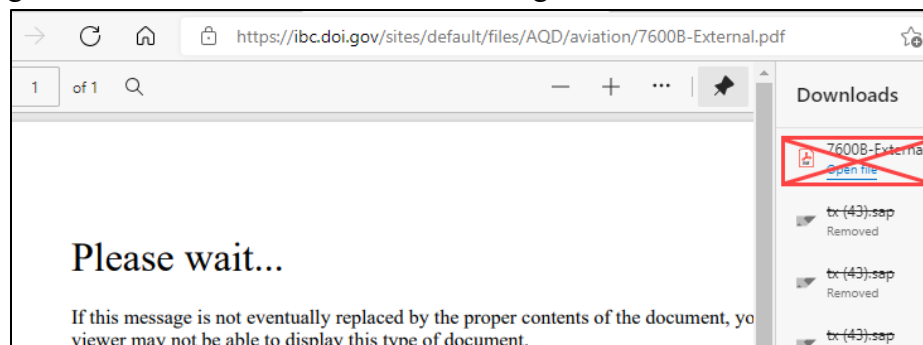 https://ibc.doi.gov/sites/default/files/AQD/aviation/7600B-External.pdf
1 of 1
Downloads
7600B-Externa
Open file
tx (43).sap
Removed
tx (43).sap
Removed
tx (43).sap
Please wait...
If this message is not eventually replaced by the proper contents of the document, yo
viewer may not be able to display this type of document.